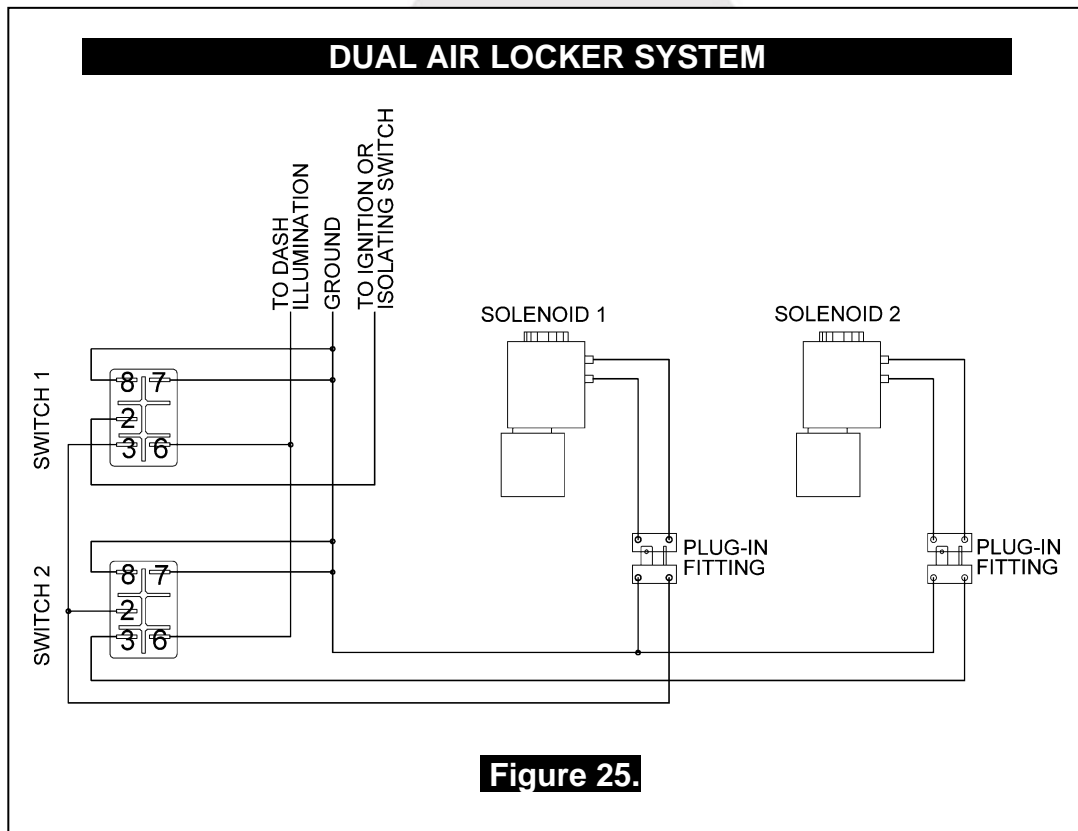 DUAL AIR LOCKER SYSTEM
TO DASH
ILLUMINATION
GROUND
TO IGNITION OR
ISOLATING SWITCH
SOLENOID 1
SOLENOID 2
SWITCH 1
8 7
2
3 6
SWITCH 2
8 7
2
3 6
PLUG-IN
FITTING
PLUG-IN
FITTING
Figure 25.